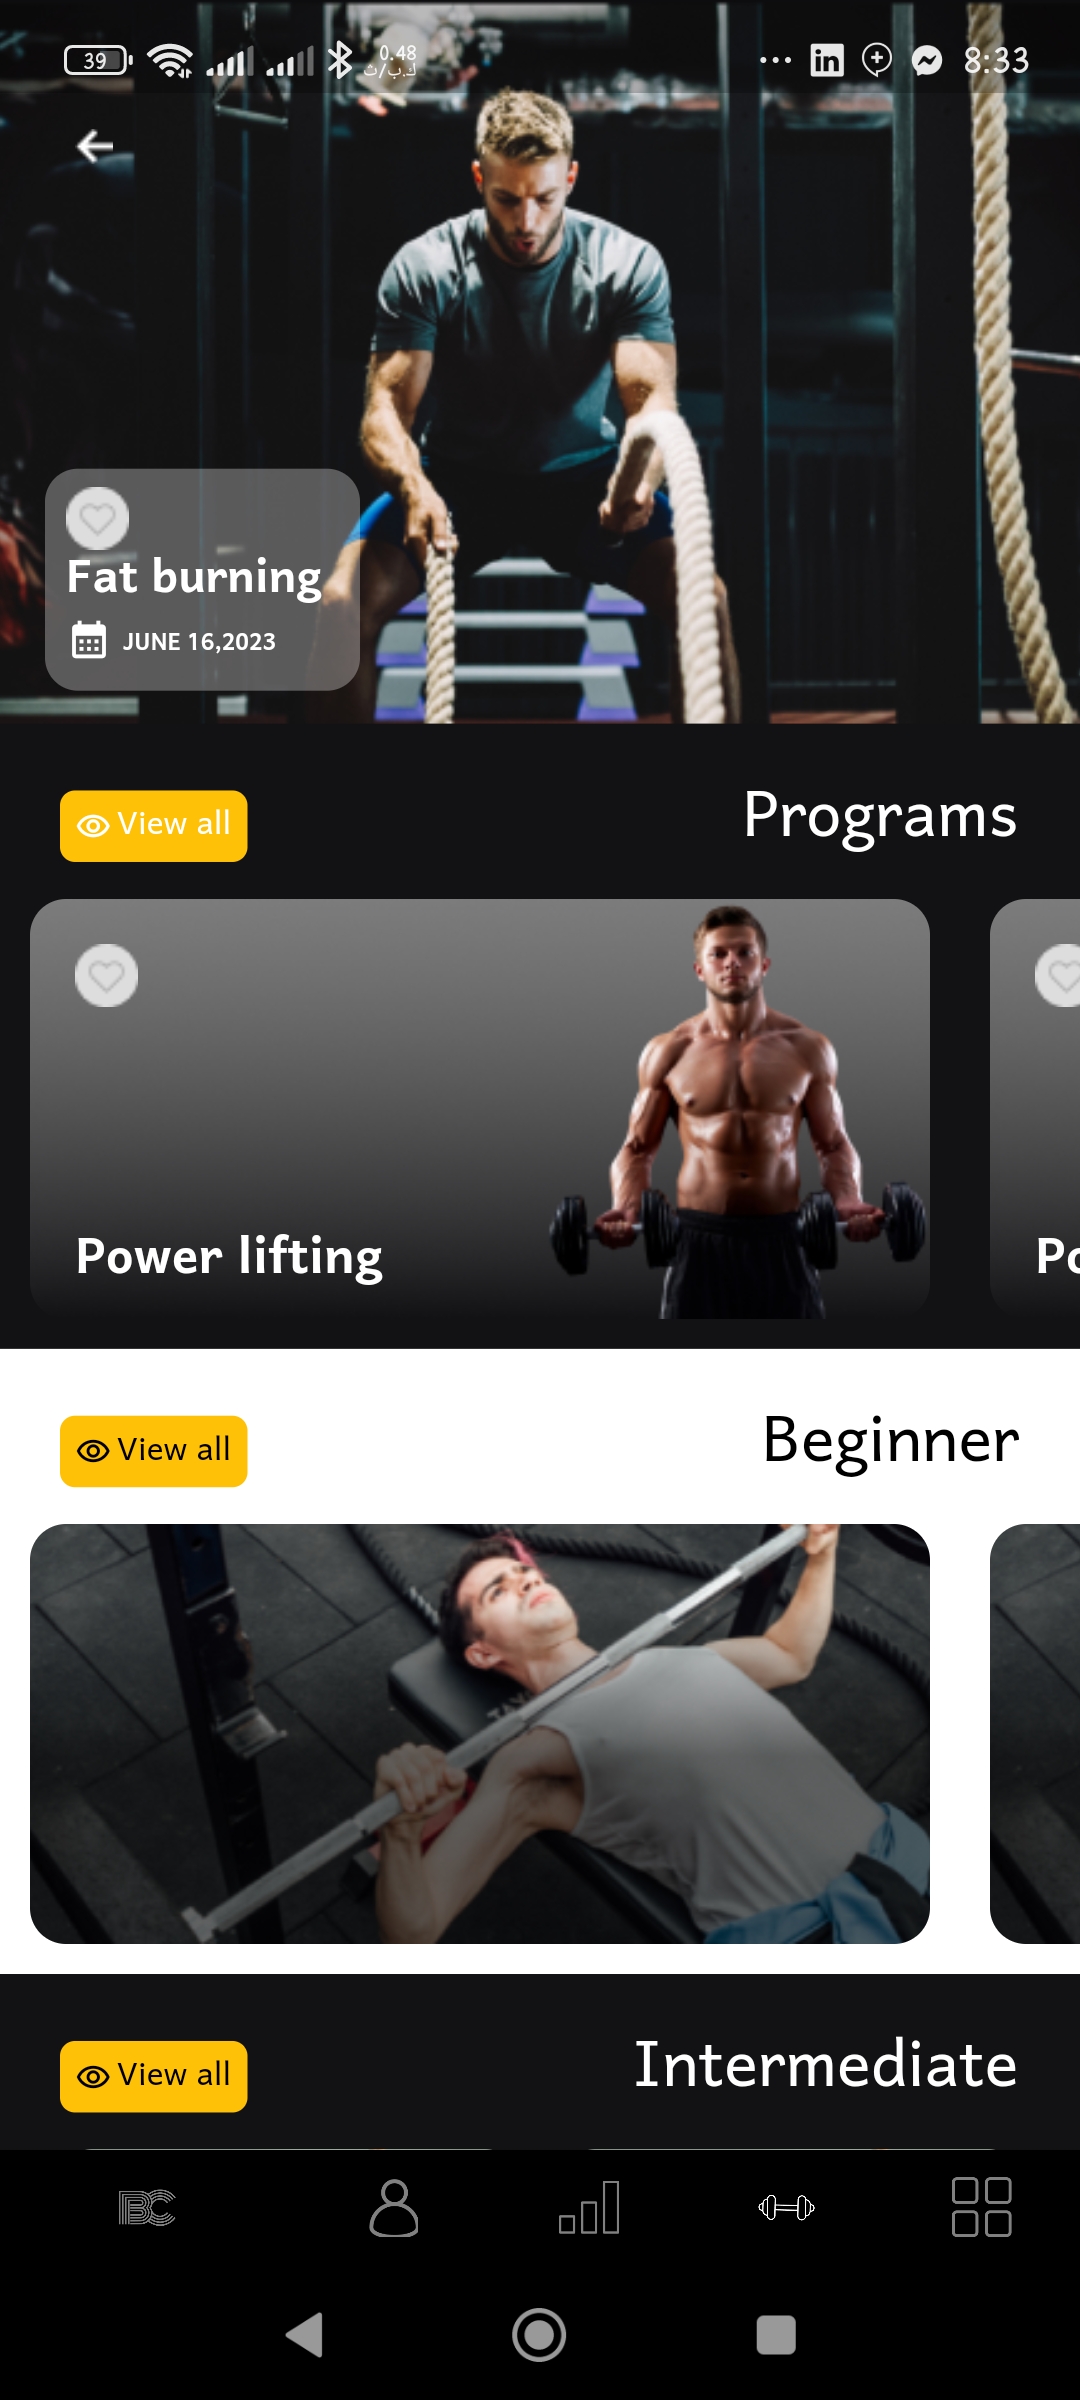 39
0.48
ك.ب/ث
8:33
Fat burning
JUNE 16,2023
View all
Programs
Power lifting
Po
View all
Beginner
View all
Intermediate
BC